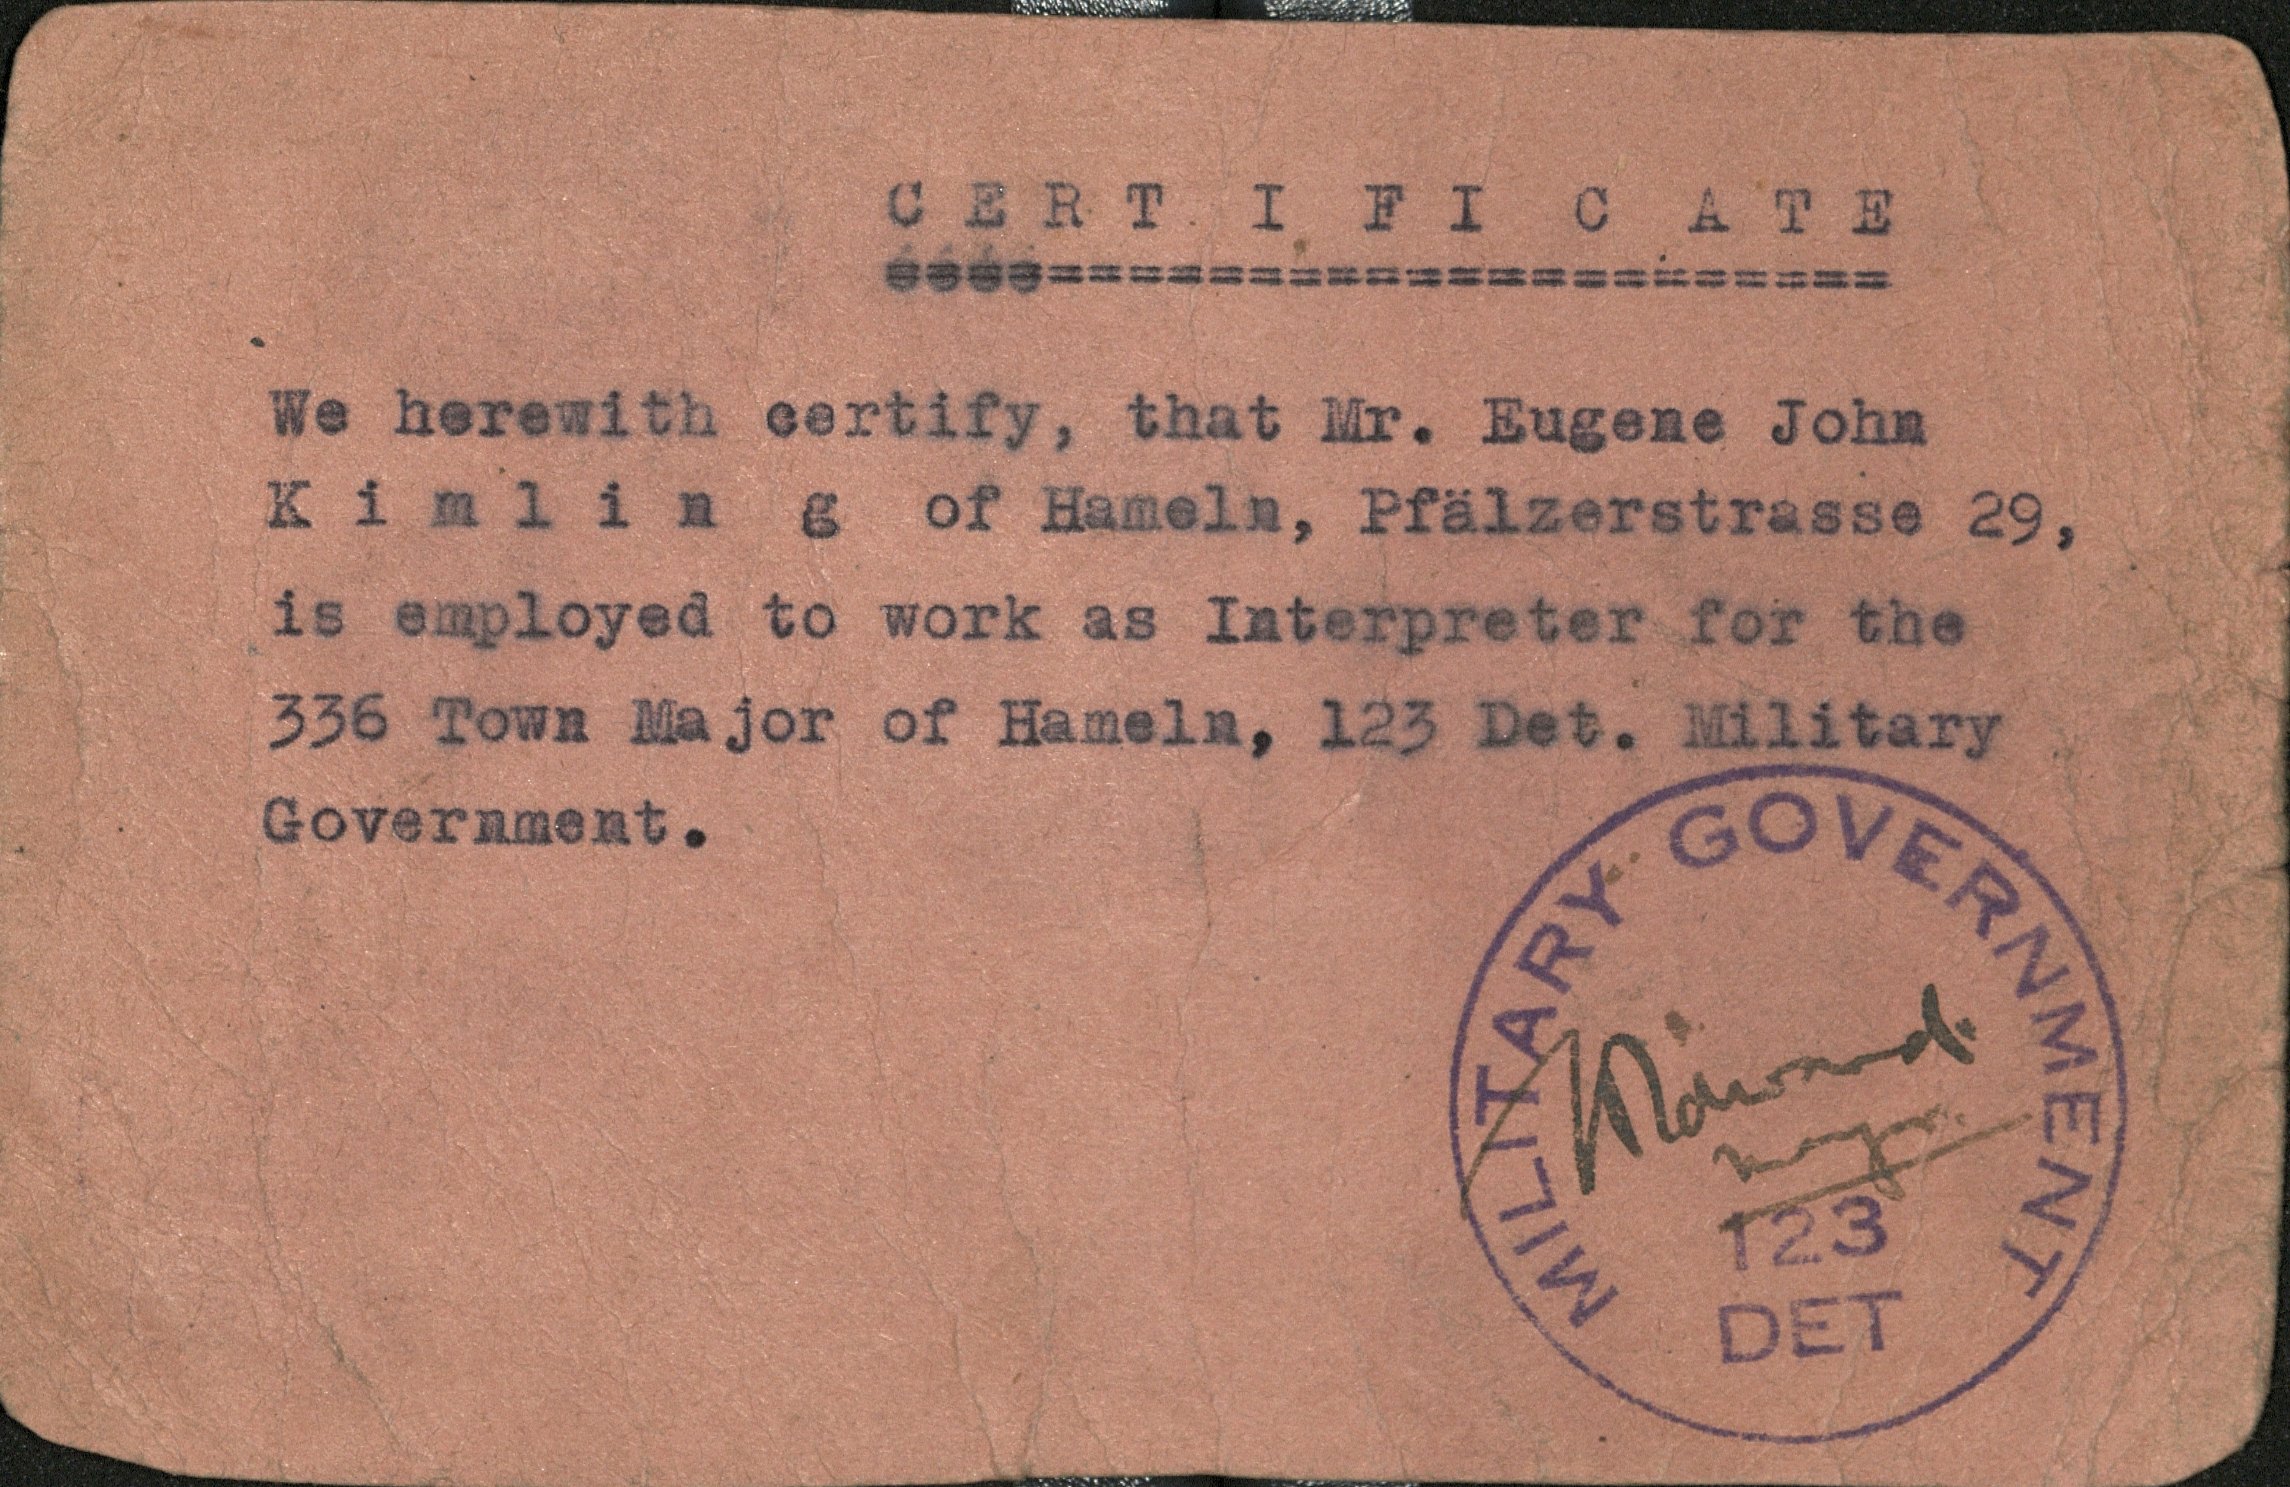 C E R T I F I C A T E
=========================
We herewith certify, that Mr. Eugene John
K i m l i n g of Hameln, Pfälzerstrasse 29,
is employed to work as Interpreter for the
336 Town Major of Hameln, 123 Det. Military
Government.
MILITARY GOVERNMENT
Major.
123
DET